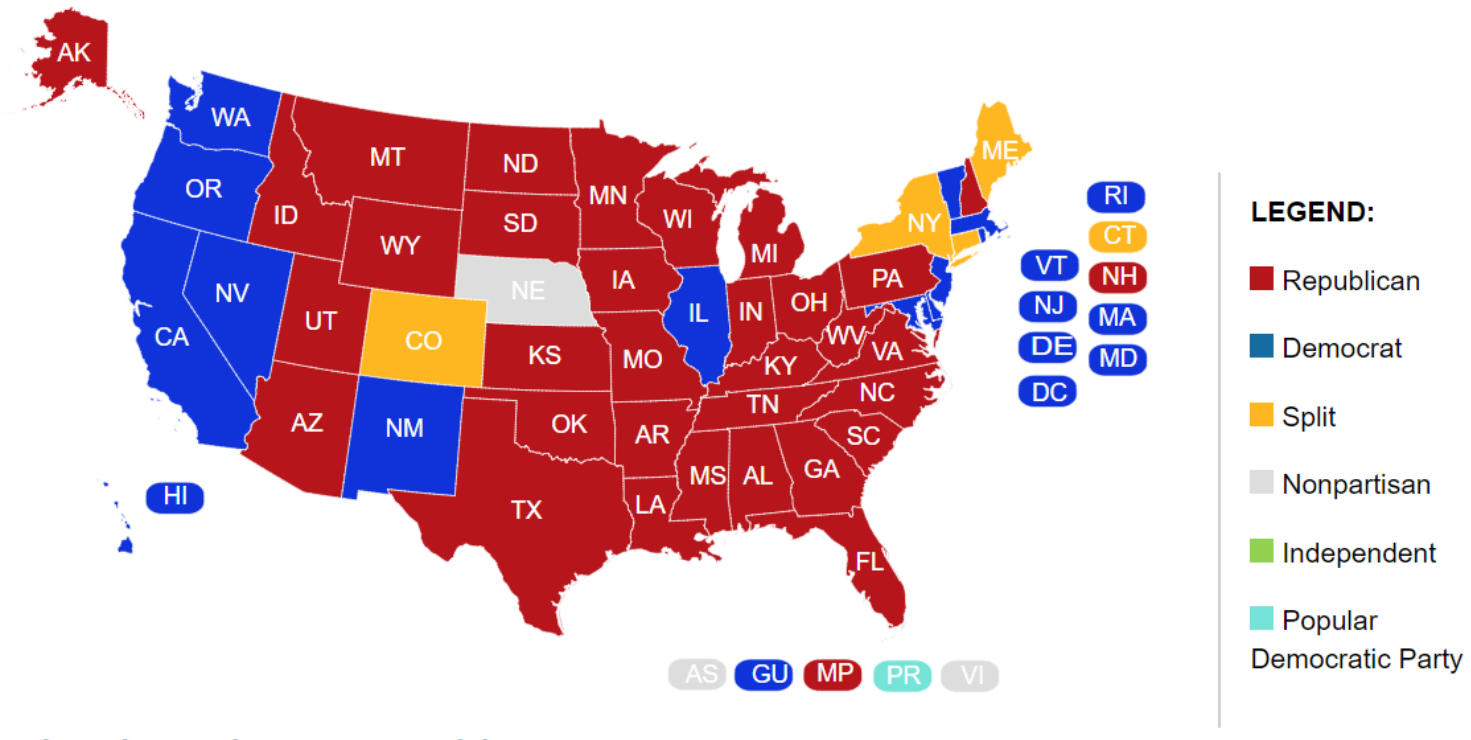 AK
WA
MT
ND
MN
ME
OR
ID
SD
WI
NY
RI
WY
MI
CT
IA
PA
VT
NH
NV
NE
IL
IN
OH
NJ
MA
UT
CO
KS
MO
WV
VA
DE
MD
CA
KY
DC
AZ
NM
OK
AR
TN
NC
SC
HI
TX
LA
MS
AL
GA
FL
AS
GU
MP
PR
VI
LEGEND:
Republican
Democrat
Split
Nonpartisan
Independent
Popular
Democratic Party